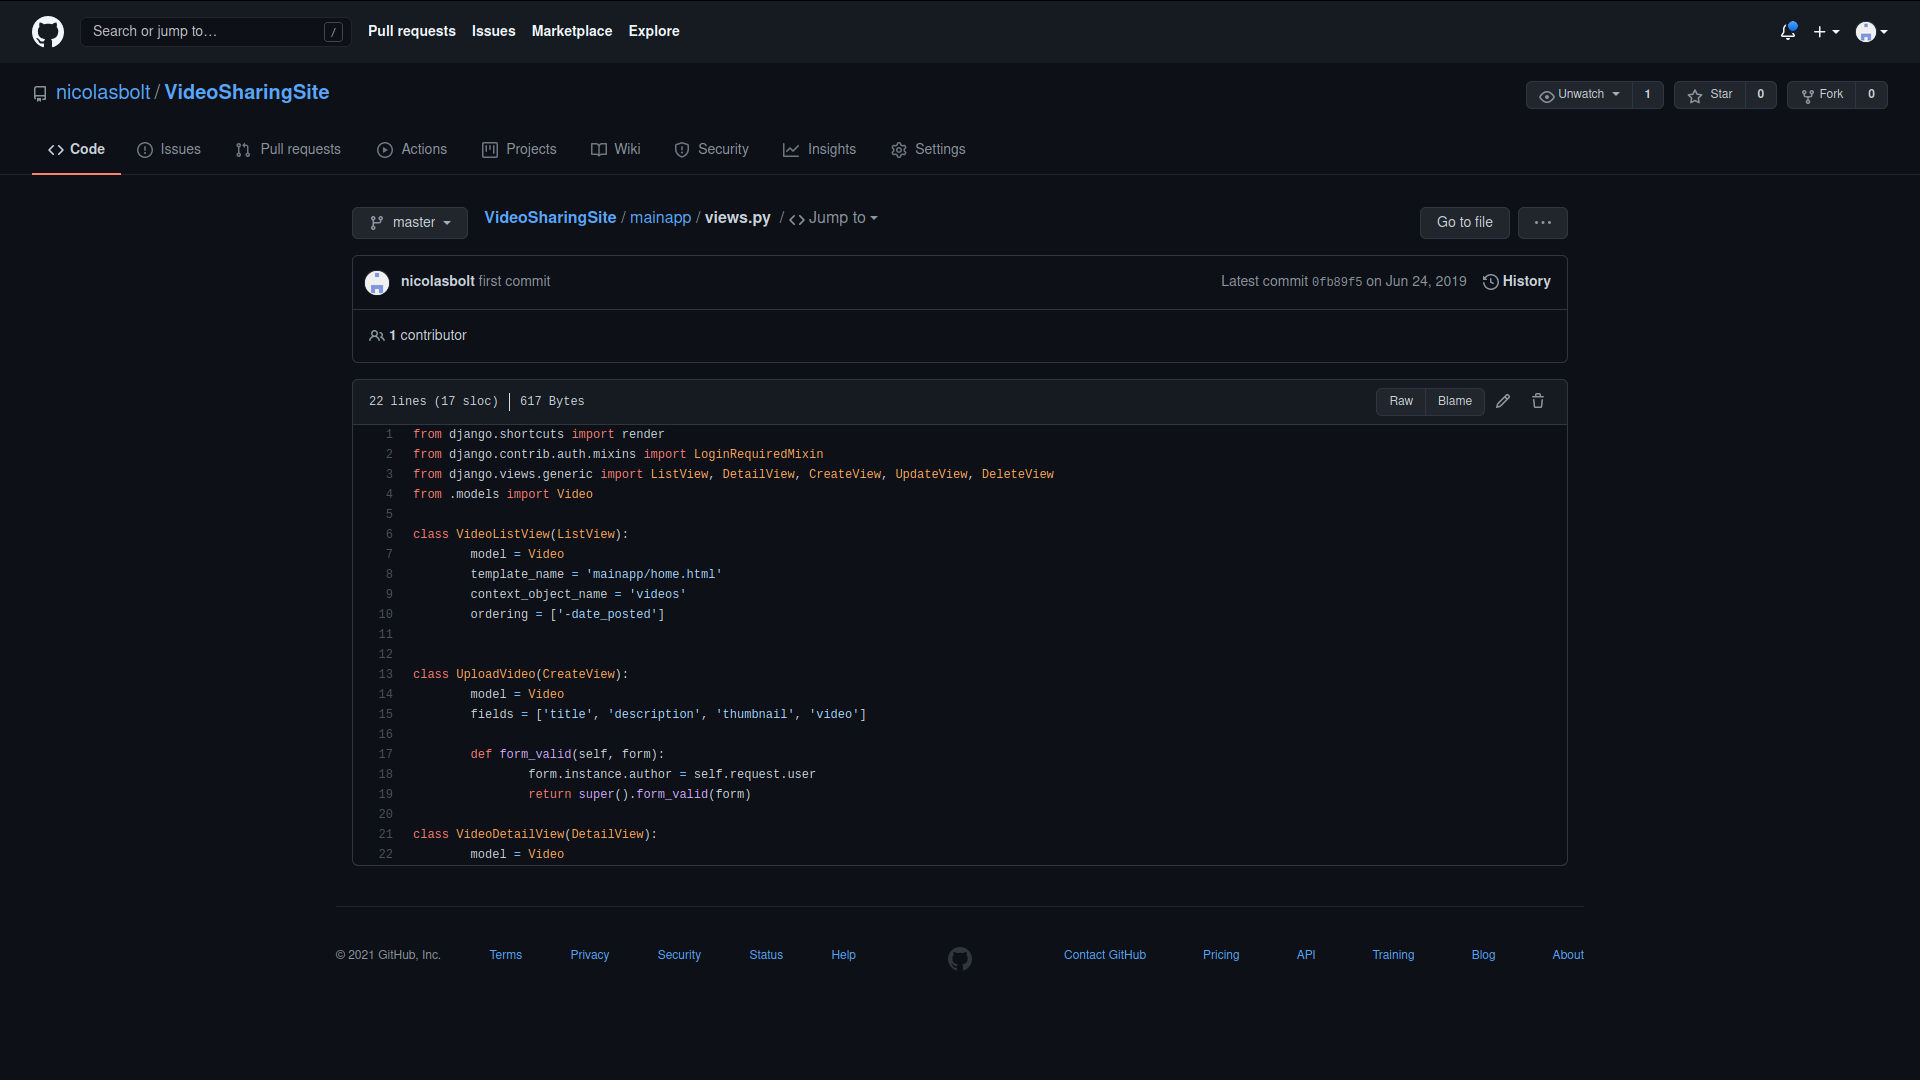 Search or jump to…
/
Pull requests
Issues
Marketplace
Explore
nicolasbolt / VideoSharingSite
Unwatch 1
Star 0
Fork 0
Code
Issues
Pull requests
Actions
Projects
Wiki
Security
Insights
Settings
master
VideoSharingSite / mainapp / views.py / <> Jump to
Go to file
nicolasbolt first commit
Latest commit 0fb89f5 on Jun 24, 2019
History
1 contributor
22 lines (17 sloc) | 617 Bytes
Raw
Blame
1 from django.shortcuts import render
2 from django.contrib.auth.mixins import LoginRequiredMixin
3 from django.views.generic import ListView, DetailView, CreateView, UpdateView, DeleteView
4 from .models import Video
5
6 class VideoListView(ListView):
7 model = Video
8 template_name = 'mainapp/home.html'
9 context_object_name = 'videos'
10 ordering = ['-date_posted']
11
12
13 class UploadVideo(CreateView):
14 model = Video
15 fields = ['title', 'description', 'thumbnail', 'video']
16
17 def form_valid(self, form):
18 form.instance.author = self.request.user
19 return super().form_valid(form)
20
21 class VideoDetailView(DetailView):
22 model = Video
© 2021 GitHub, Inc.
Terms
Privacy
Security
Status
Help
Contact GitHub
Pricing
API
Training
Blog
About